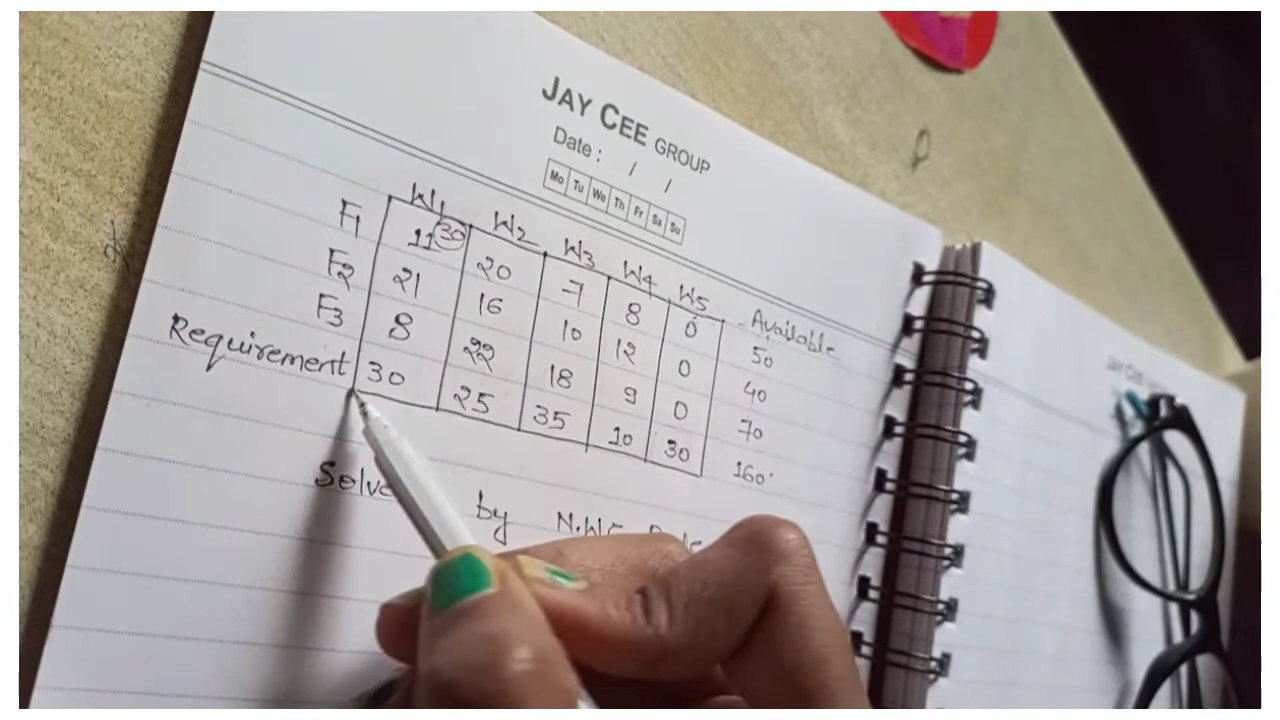 JAY CEE GROUP
Date : / /
Mo Tu We Th Fr Sa Su
W1 W2 W3 W4 W5 Available
F1 11 30 20 7 8 0 50
F2 21 16 10 12 0 40
F3 8 22 18 9 0 70
Requirement 30 25 35 10 30 160
Solve by